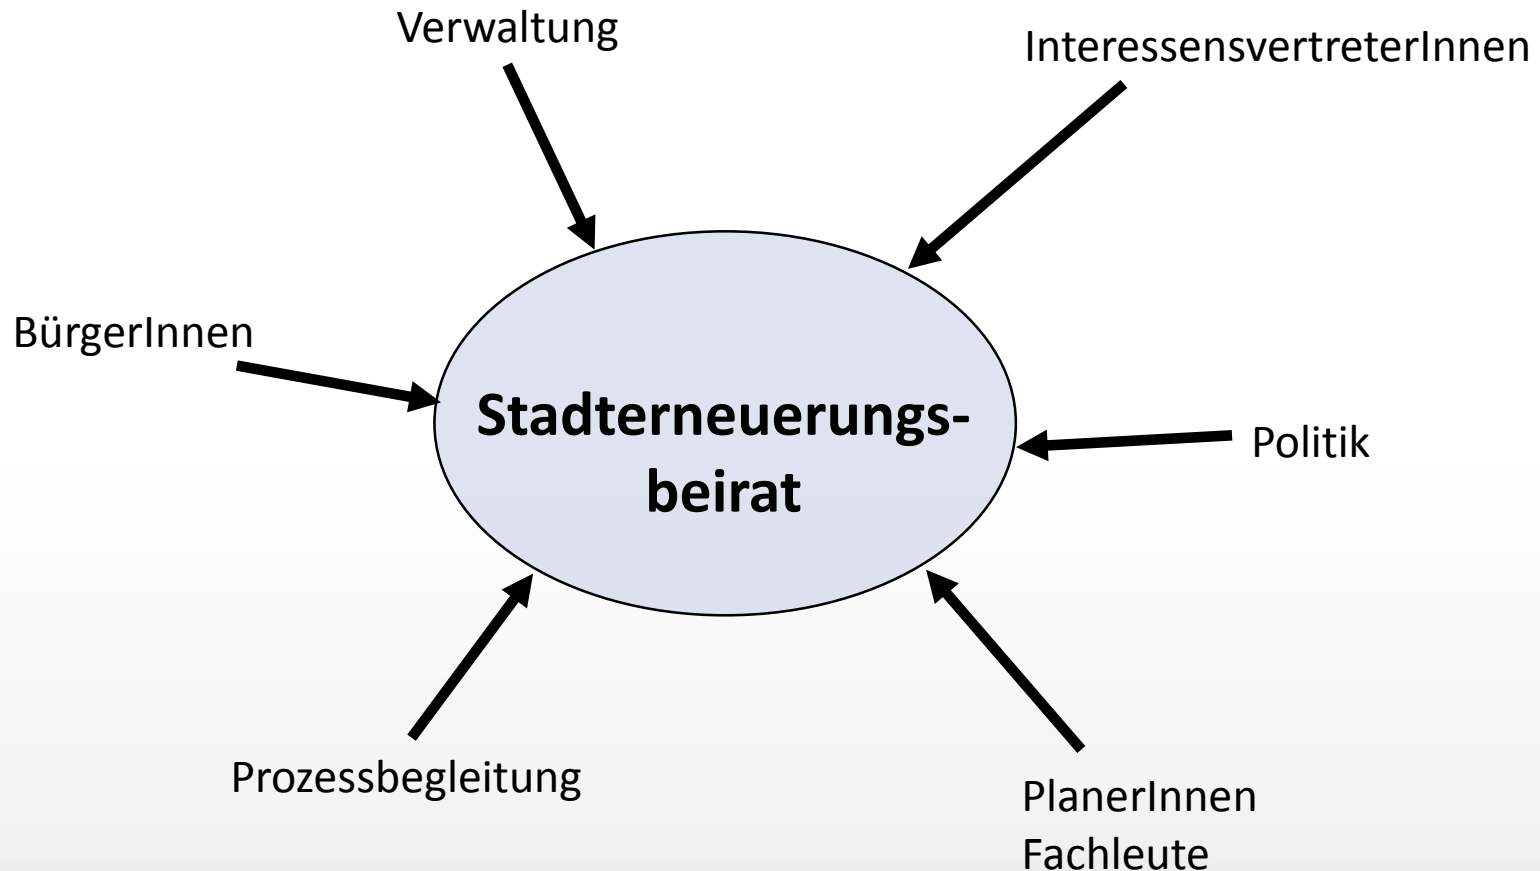 Verwaltung
InteressensvertreterInnen
BürgerInnen
Stadterneuerungs-
beirat
Politik
Prozessbegleitung
PlanerInnen
Fachleute